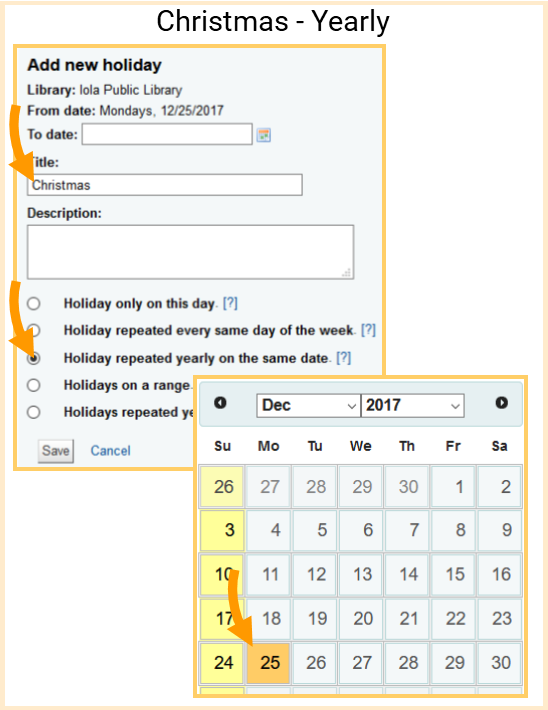 Christmas - Yearly
Add new holiday
Library: Iola Public Library
From date: Mondays, 12/25/2017
To date:
Title:
Christmas
Description:
Holiday only on this day. [?]
Holiday repeated every same day of the week. [?]
Holiday repeated yearly on the same date. [?]
Holidays on a range.
Holidays repeated ye
Save Cancel
Dec 2017
Su Mo Tu We Th Fr Sa
26 27 28 29 30 1 2
3 4 5 6 7 8 9
10 11 12 13 14 15 16
17 18 19 20 21 22 23
24 25 26 27 28 29 30